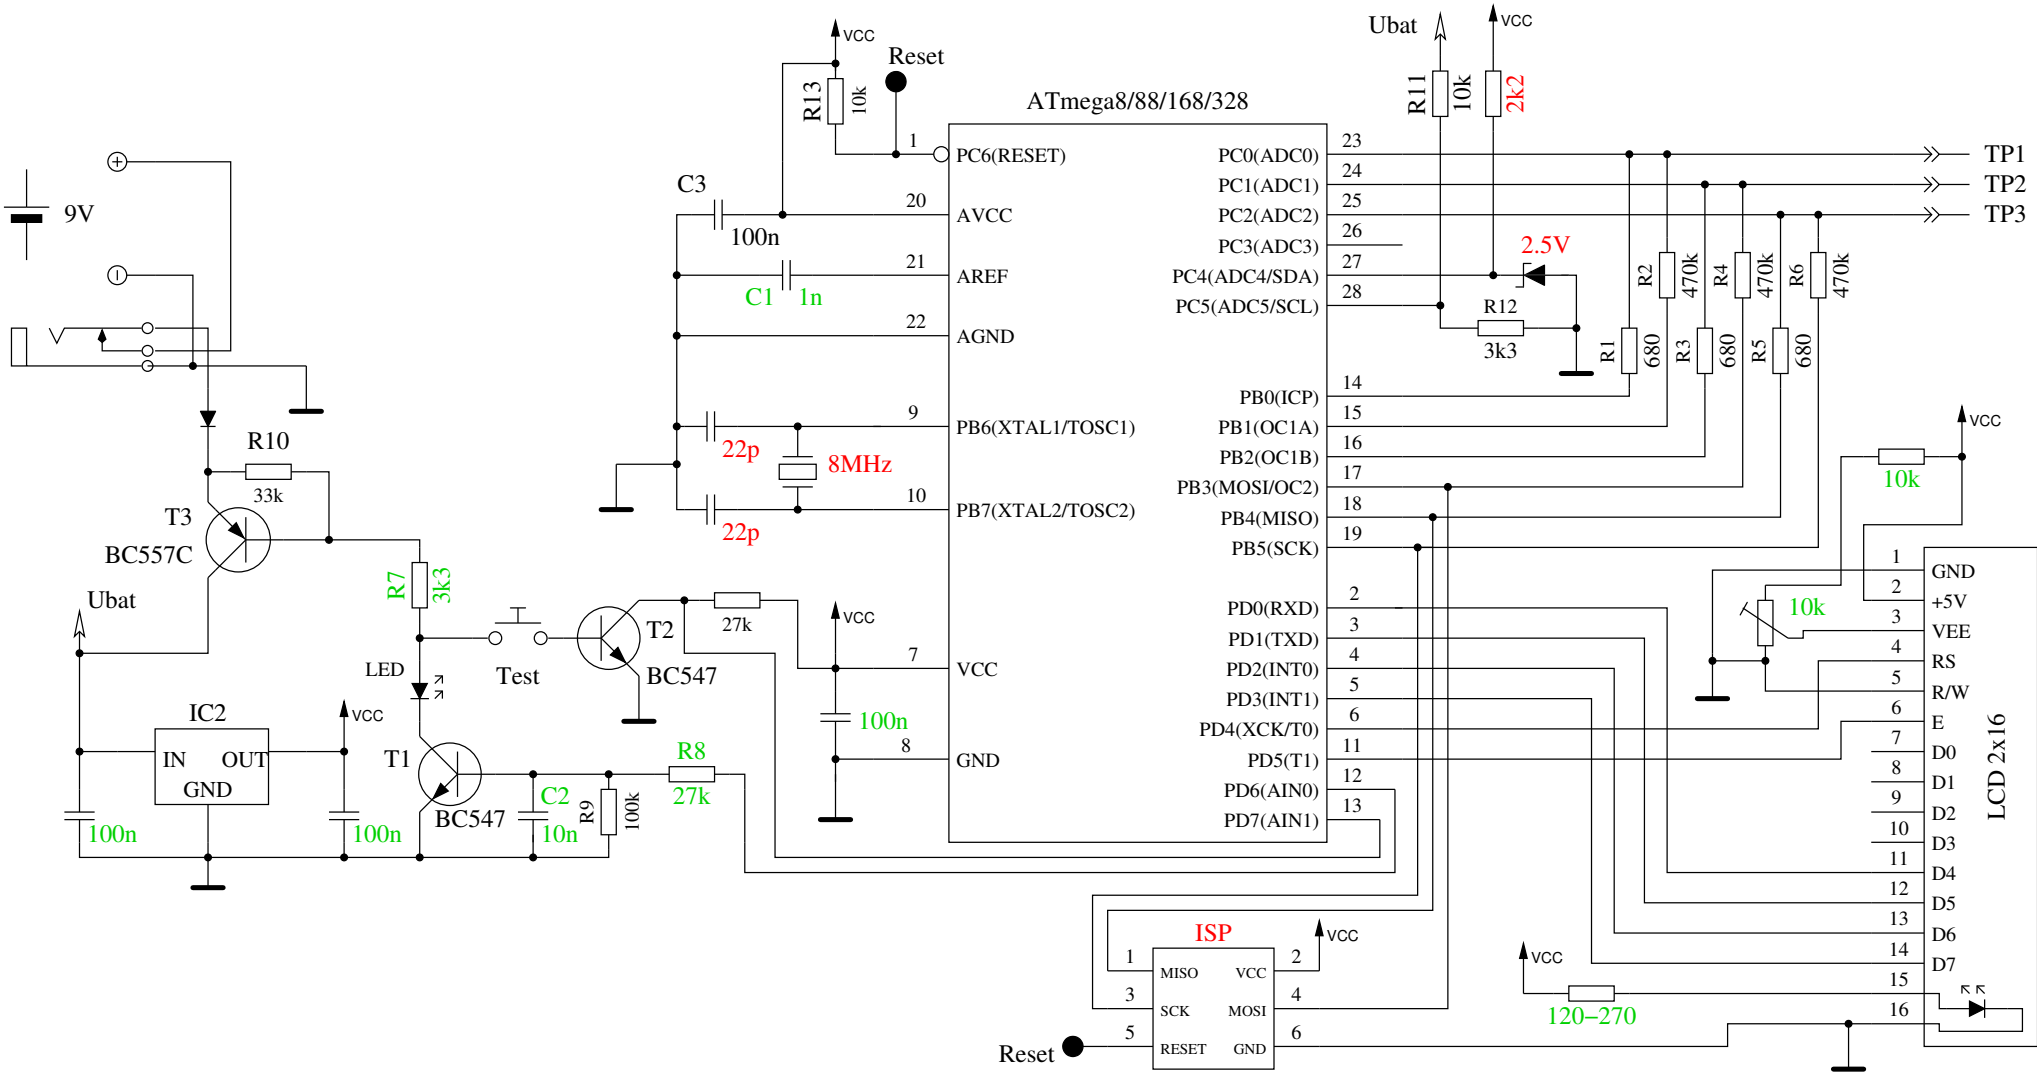 9V
R10
33k
T3
BC557C
Ubat
R7
3k3
LED
Test
T2
BC547
27k
IC2
IN
OUT
GND
VCC
100n
100n
T1
BC547
C2
10n
R9
100k
R8
27k
VCC
100n
VCC
R13
10k
Reset
C3
100n
C1
1n
22p
8MHz
22p
ATmega8/88/168/328
1
PC6(RESET)
20
AVCC
21
AREF
22
AGND
9
PB6(XTAL1/TOSC1)
10
PB7(XTAL2/TOSC2)
7
VCC
8
GND
PC0(ADC0)
23
PC1(ADC1)
24
PC2(ADC2)
25
PC3(ADC3)
26
PC4(ADC4/SDA)
27
PC5(ADC5/SCL)
28
PB0(ICP)
14
PB1(OC1A)
15
PB2(OC1B)
16
PB3(MOSI/OC2)
17
PB4(MISO)
18
PB5(SCK)
19
PD0(RXD)
2
PD1(TXD)
3
PD2(INT0)
4
PD3(INT1)
5
PD4(XCK/T0)
6
PD5(T1)
11
PD6(AIN0)
12
PD7(AIN1)
13
Ubat
VCC
R11
10k
2k2
2.5V
R12
3k3
R1
680
R2
470k
R3
680
R4
470k
R5
680
R6
470k
TP1
TP2
TP3
VCC
10k
10k
1
GND
2
+5V
3
VEE
4
RS
5
R/W
6
E
7
D0
8
D1
9
D2
10
D3
11
D4
12
D5
13
D6
14
D7
15
16
LCD 2x16
VCC
120–270
ISP
VCC
1
MISO
VCC
2
3
SCK
MOSI
4
5
RESET
GND
6
Reset